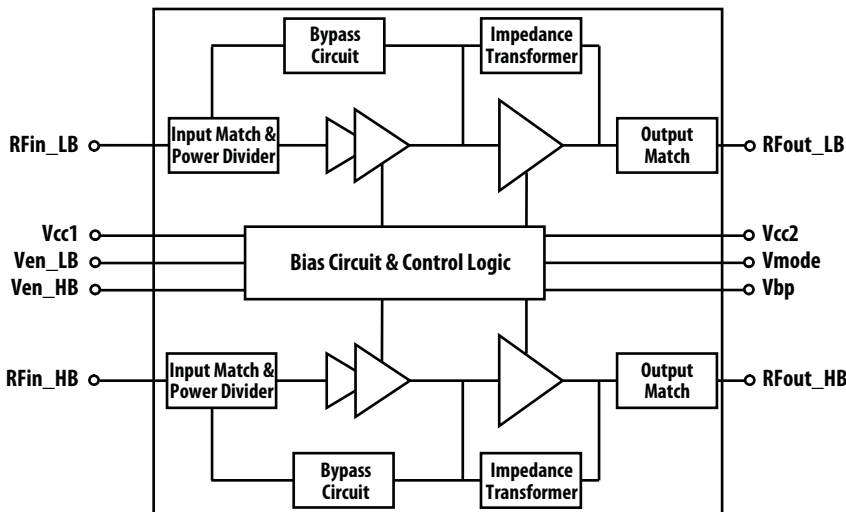 Bypass
Circuit
Impedance
Transformer
RFin_LB
Input Match &
Power Divider
Output
Match
RFout_LB
Vcc1
Ven_LB
Ven_HB
Bias Circuit & Control Logic
Vcc2
Vmode
Vbp
RFin_HB
Input Match &
Power Divider
Output
Match
RFout_HB
Bypass
Circuit
Impedance
Transformer